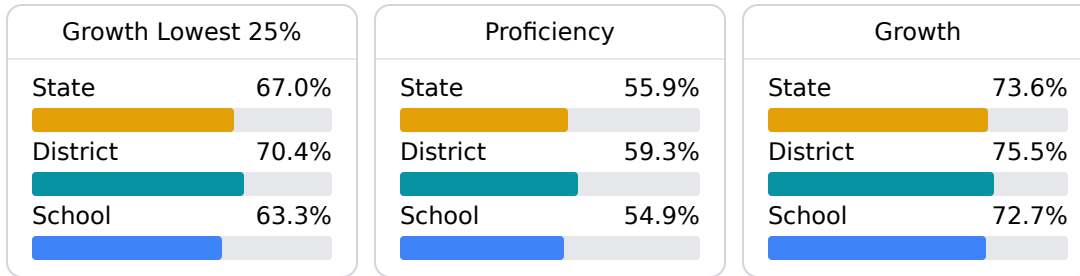 Growth Lowest 25%
State 67.0%
District 70.4%
School 63.3%
Proficiency
State 55.9%
District 59.3%
School 54.9%
Growth
State 73.6%
District 75.5%
School 72.7%